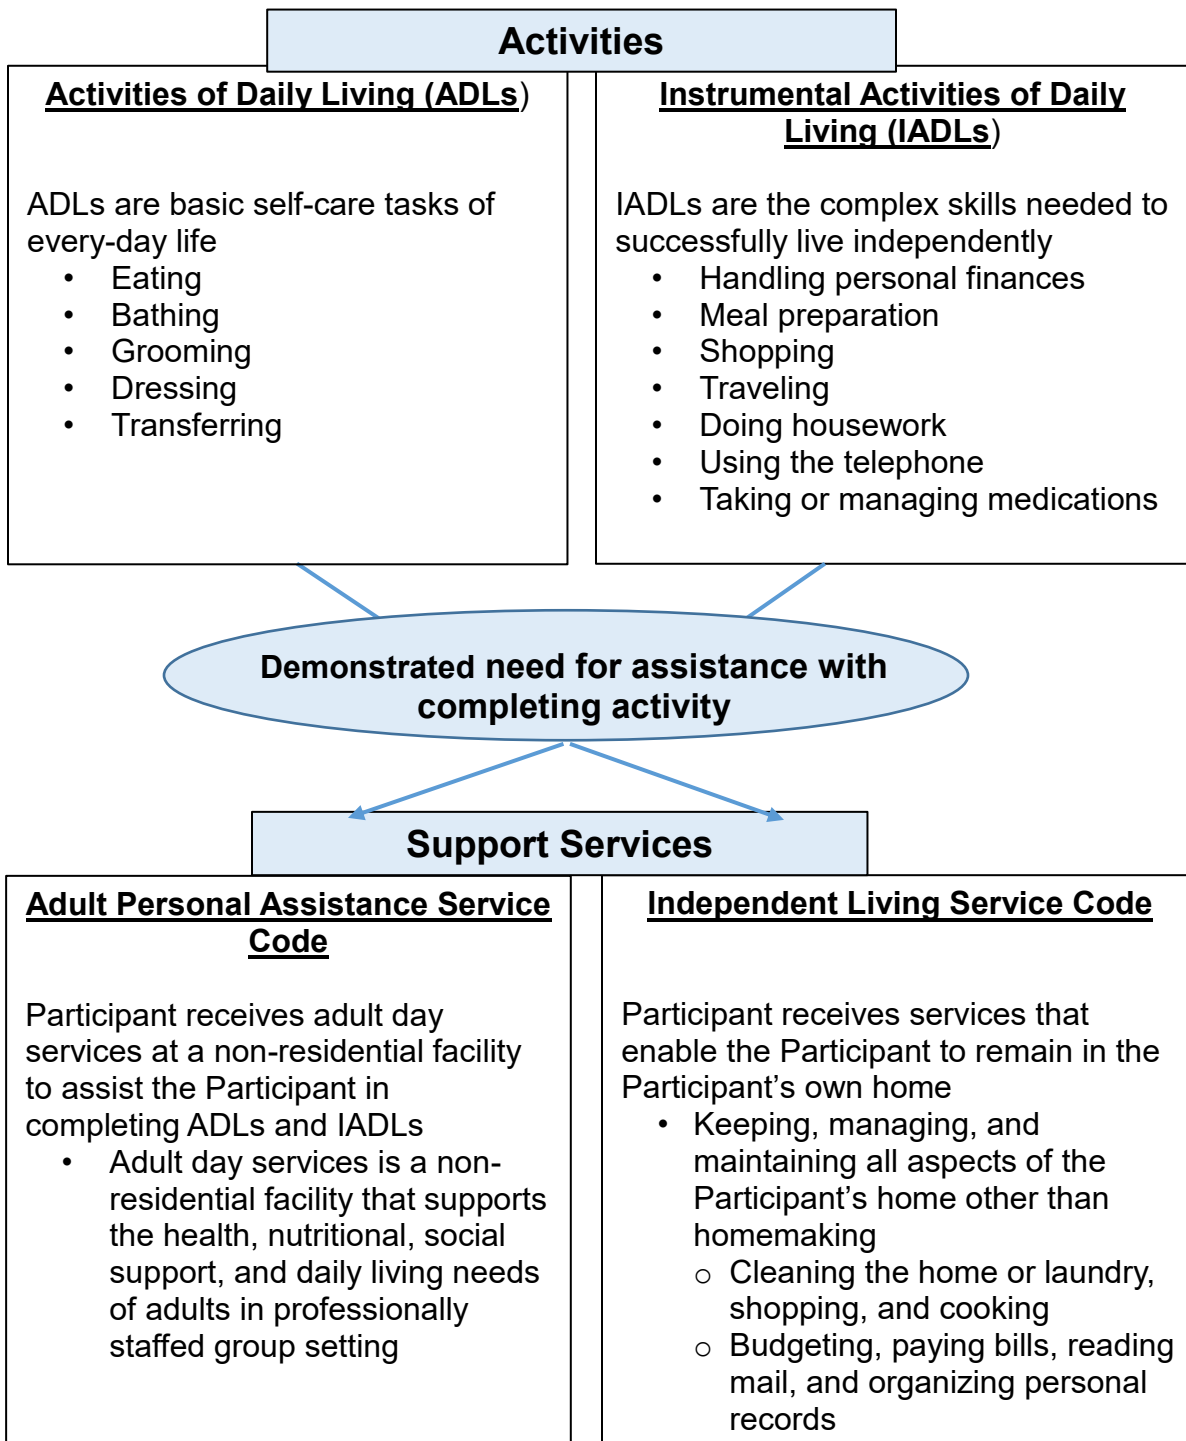 Activities
Activities of Daily Living (ADLs)
ADLs are basic self-care tasks of
every-day life
• Eating
• Bathing
• Grooming
• Dressing
• Transferring
Instrumental Activities of Daily
Living (IADLs)
IADLs are the complex skills needed to
successfully live independently
• Handling personal finances
• Meal preparation
• Shopping
• Traveling
• Doing housework
• Using the telephone
• Taking or managing medications
Demonstrated need for assistance with
completing activity
Support Services
Adult Personal Assistance Service
Code
Participant receives adult day
services at a non-residential facility
to assist the Participant in
completing ADLs and IADLs
• Adult day services is a non-
residential facility that supports
the health, nutritional, social
support, and daily living needs
of adults in professionally
staffed group setting
Independent Living Service Code
Participant receives services that
enable the Participant to remain in the
Participant’s own home
• Keeping, managing, and
maintaining all aspects of the
Participant’s home other than
homemaking
o Cleaning the home or laundry,
shopping, and cooking
o Budgeting, paying bills, reading
mail, and organizing personal
records